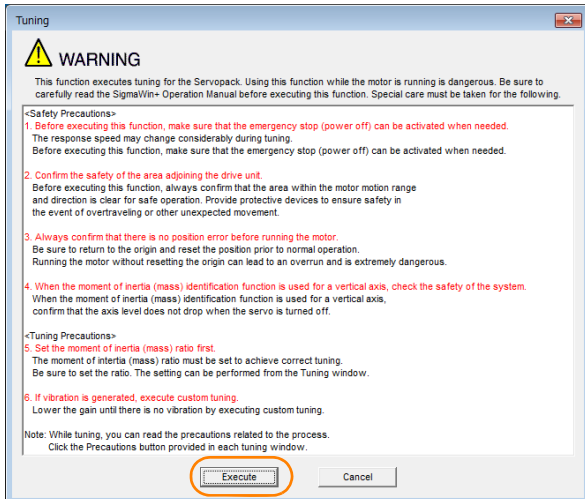 Tuning
WARNING
This function executes tuning for the Servopack. Using this function while the motor is running is dangerous. Be sure to
carefully read the SigmaWin+ Operation Manual before executing this function. Special care must be taken for the following.
<Safety Precautions>
1. Before executing this function, make sure that the emergency stop (power off) can be activated when needed.
The response speed may change considerably during tuning.
Before executing this function, make sure that the emergency stop (power off) can be activated when needed.
2. Confirm the safety of the area adjoining the drive unit.
Before executing this function, always confirm that the area within the motor motion range
and direction is clear for safe operation. Provide protective devices to ensure safety in
the event of overtraveling or other unexpected movement.
3. Always confirm that there is no position error before running the motor.
Be sure to return to the origin and reset the position prior to normal operation.
Running the motor without resetting the origin can lead to an overrun and is extremely dangerous.
4. When the moment of inertia (mass) identification function is used for a vertical axis, check the safety of the system.
When the moment of inertia (mass) identification function is used for a vertical axis,
confirm that the axis level does not drop when the servo is turned off.
<Tuning Precautions>
5. Set the moment of inertia (mass) ratio first.
The moment of intertia (mass) ratio must be set to achieve correct tuning.
Be sure to set the ratio. The setting can be performed from the Tuning window.
6. If vibration is generated, execute custom tuning.
Lower the gain until there is no vibration by executing custom tuning.
Note: While tuning, you can read the precautions related to the process.
Click the Precautions button provided in each tuning window.
Execute
Cancel